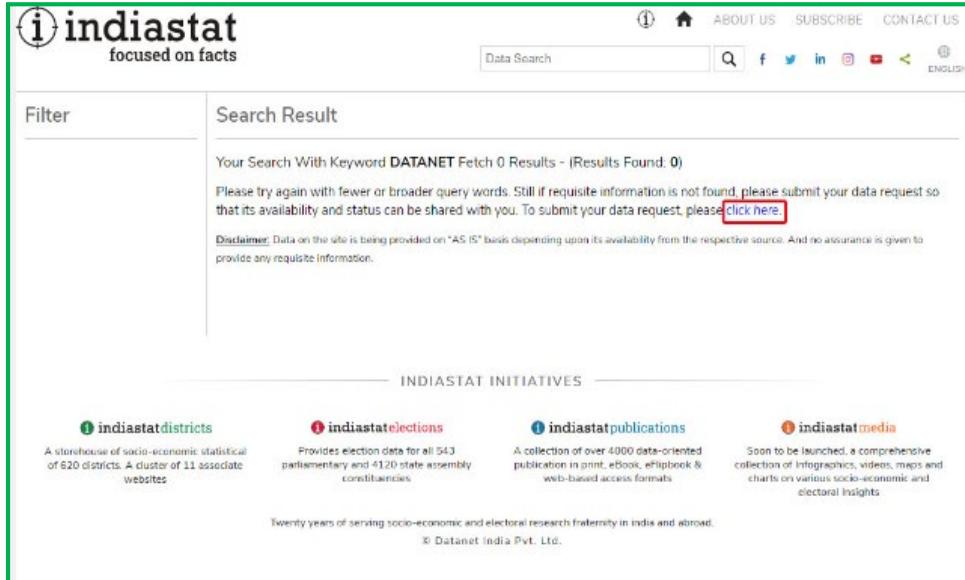 indiastat
focused on facts
ABOUT US SUBSCRIBE CONTACT US
Data Search
ENGLISH
Filter
Search Result
Your Search With Keyword DATANET Fetch 0 Results - (Results Found: 0)
Please try again with fewer or broader query words. Still if requisite information is not found, please submit your data request so
that its availability and status can be shared with you. To submit your data request, please click here.
Disclaimer: Data on the site is being provided on "AS IS" basis depending upon its availability from the respective source. And no assurance is given to
provide any requisite information.
INDIASTAT INITIATIVES
indiastatdistricts
A storehouse of socio-economic statistical
of 620 districts. A cluster of 11 associate
websites
indiastatelections
Provides election data for all 543
parliamentary and 4120 state assembly
constituencies
indiastatpublications
A collection of over 4000 data-oriented
publication in print, eBook, eFlipbook &
web-based access formats
indiastatmedia
Soon to be launched, a comprehensive
collection of Infographics, videos, maps and
charts on various socio-economic and
electoral insights
Twenty years of serving socio-economic and electoral research fraternity in india and abroad.
© Datanet India Pvt. Ltd.